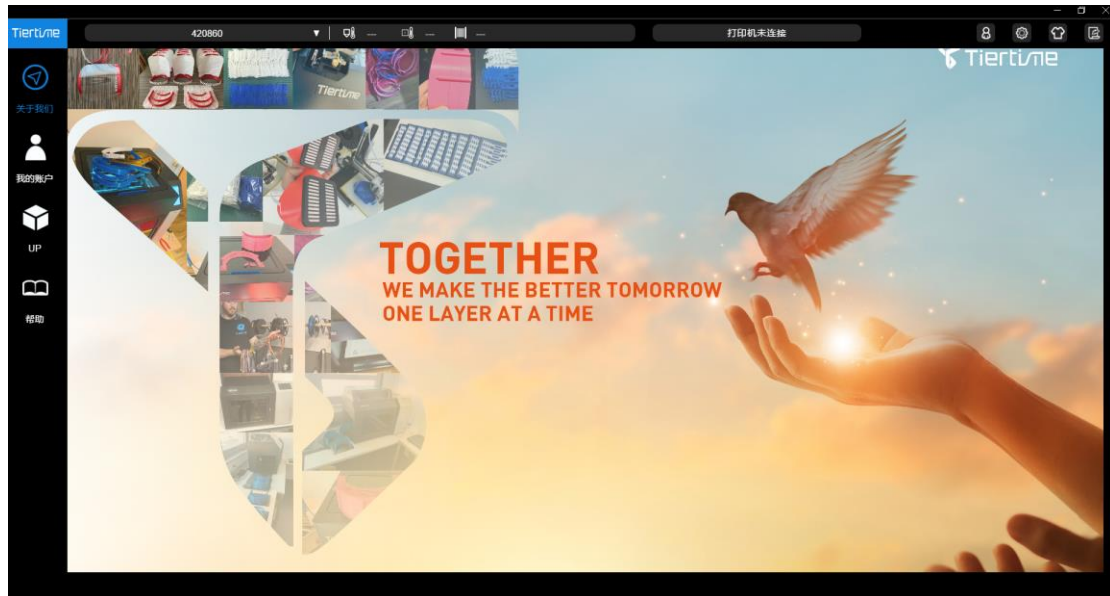 Tiertime
420860
打印机未连接
关于我们
我的账户
UP
帮助
Tiertime
Tiertime
TOGETHER
WE MAKE THE BETTER TOMORROW
ONE LAYER AT A TIME